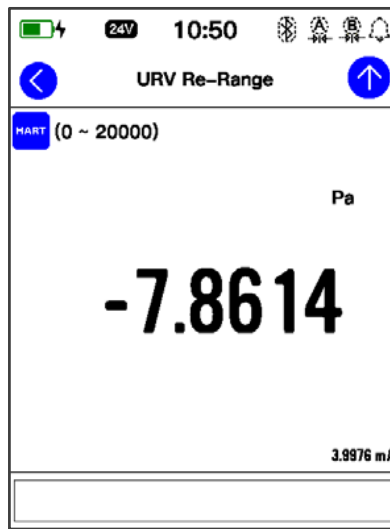 24V 10:50 A B
URV Re-Range
HART (0 ~ 20000)
Pa
-7.8614
3.9976 mA